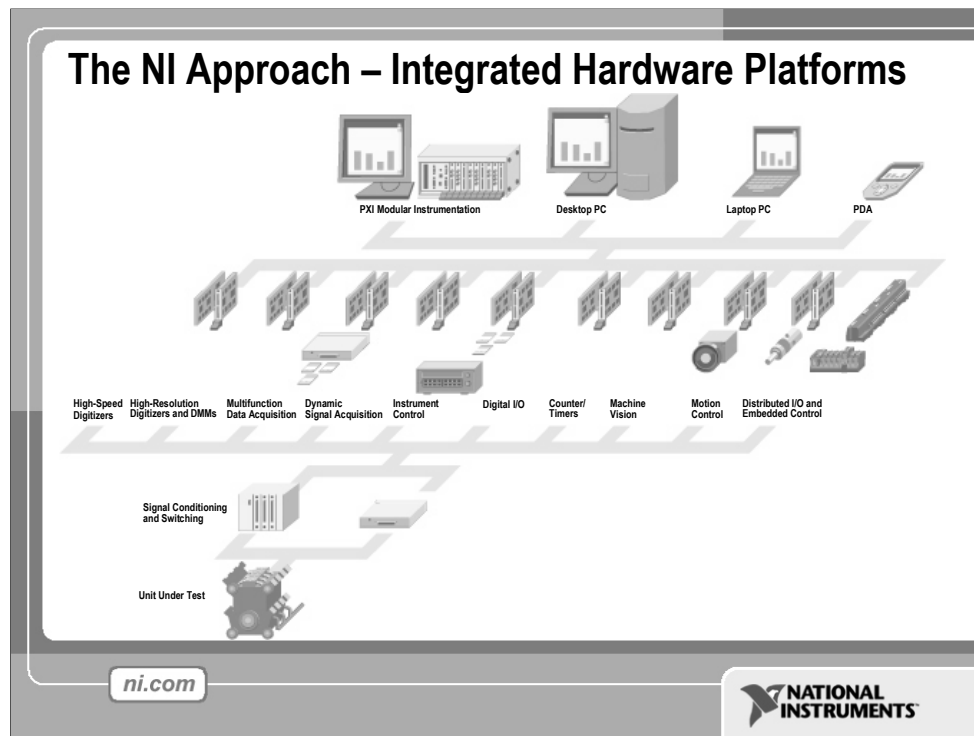 The NI Approach – Integrated Hardware Platforms
PXI Modular Instrumentation
Desktop PC
Laptop PC
PDA
High-Speed
Digitizers
High-Resolution
Digitizers and DMMs
Multifunction
Data Acquisition
Dynamic
Signal Acquisition
Instrument
Control
Digital I/O
Counter/
Timers
Machine
Vision
Motion
Control
Distributed I/O and
Embedded Control
Signal Conditioning
and Switching
Unit Under Test
ni.com
NATIONAL
INSTRUMENTS